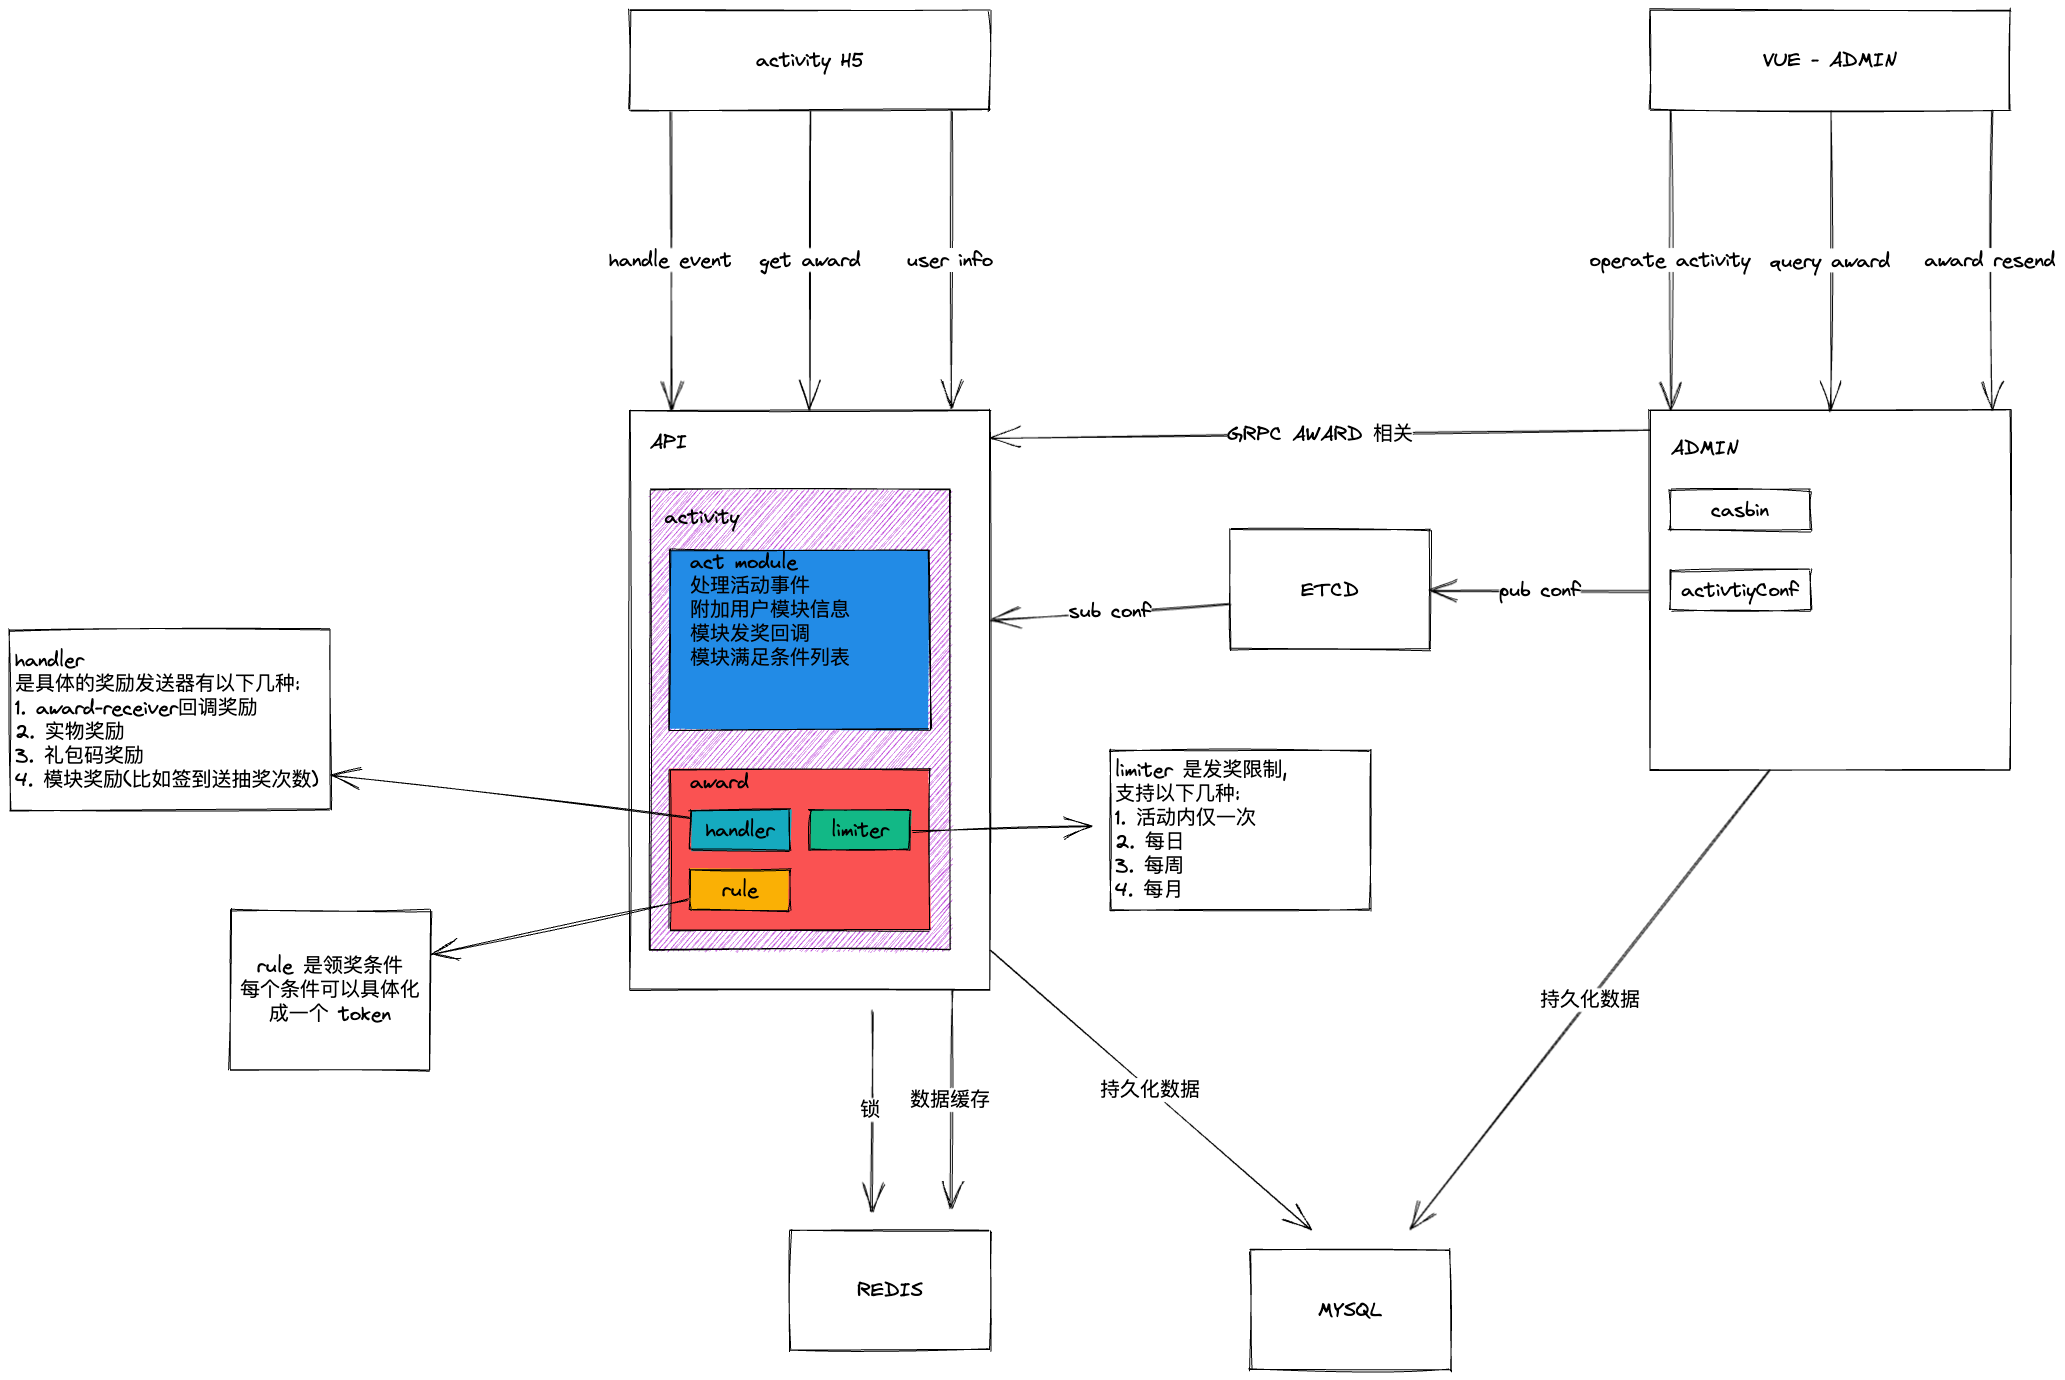 activity H5
VUE - ADMIN
handle event
get award
user info
operate activity
query award
award resend
API
GRPC AWARD 相关
ADMIN
casbin
activtiyConf
activity
act module
处理活动事件
附加用户模块信息
模块发奖回调
模块满足条件列表
sub conf
ETCD
pub conf
handler
是具体的奖励发送器有以下几种:
1. award-receiver回调奖励
2. 实物奖励
3. 礼包码奖励
4. 模块奖励(比如签到送抽奖次数)
award
handler
limiter
rule
limiter 是发奖限制,
支持以下几种:
1. 活动内仅一次
2. 每日
3. 每周
4. 每月
rule 是领奖条件
每个条件可以具体化
成一个 token
锁
数据缓存
持久化数据
持久化数据
REDIS
MYSQL